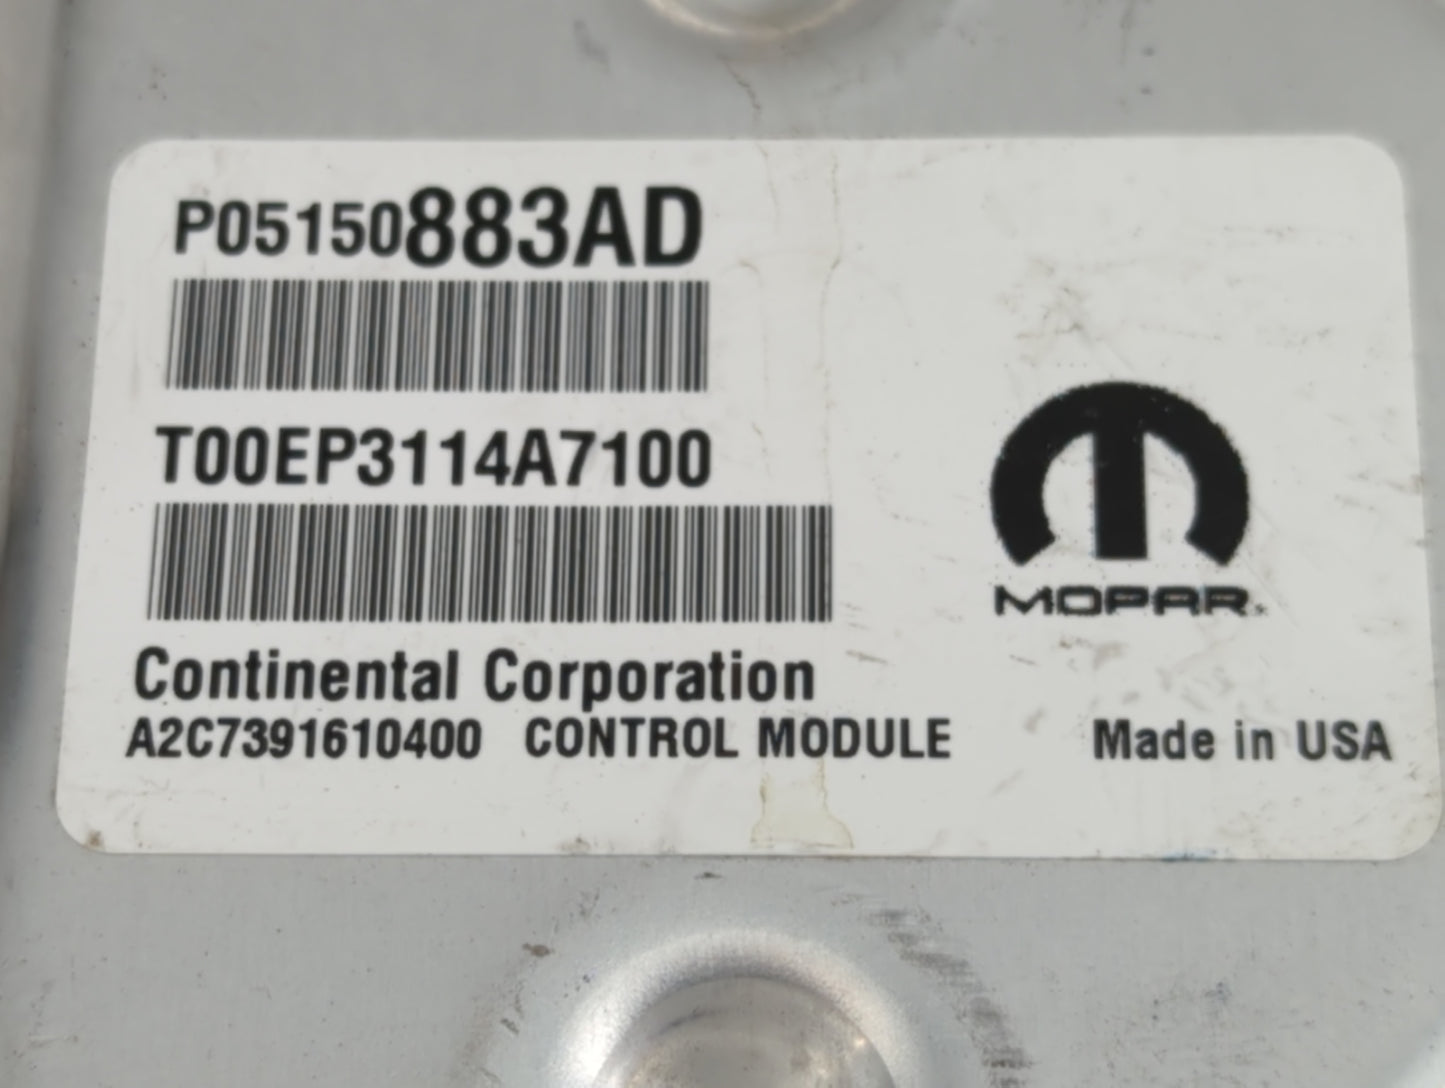 P05150883AD
T00EP3114A7100
MOPAR
Continental Corporation
A2C7391610400 CONTROL MODULE
Made in USA